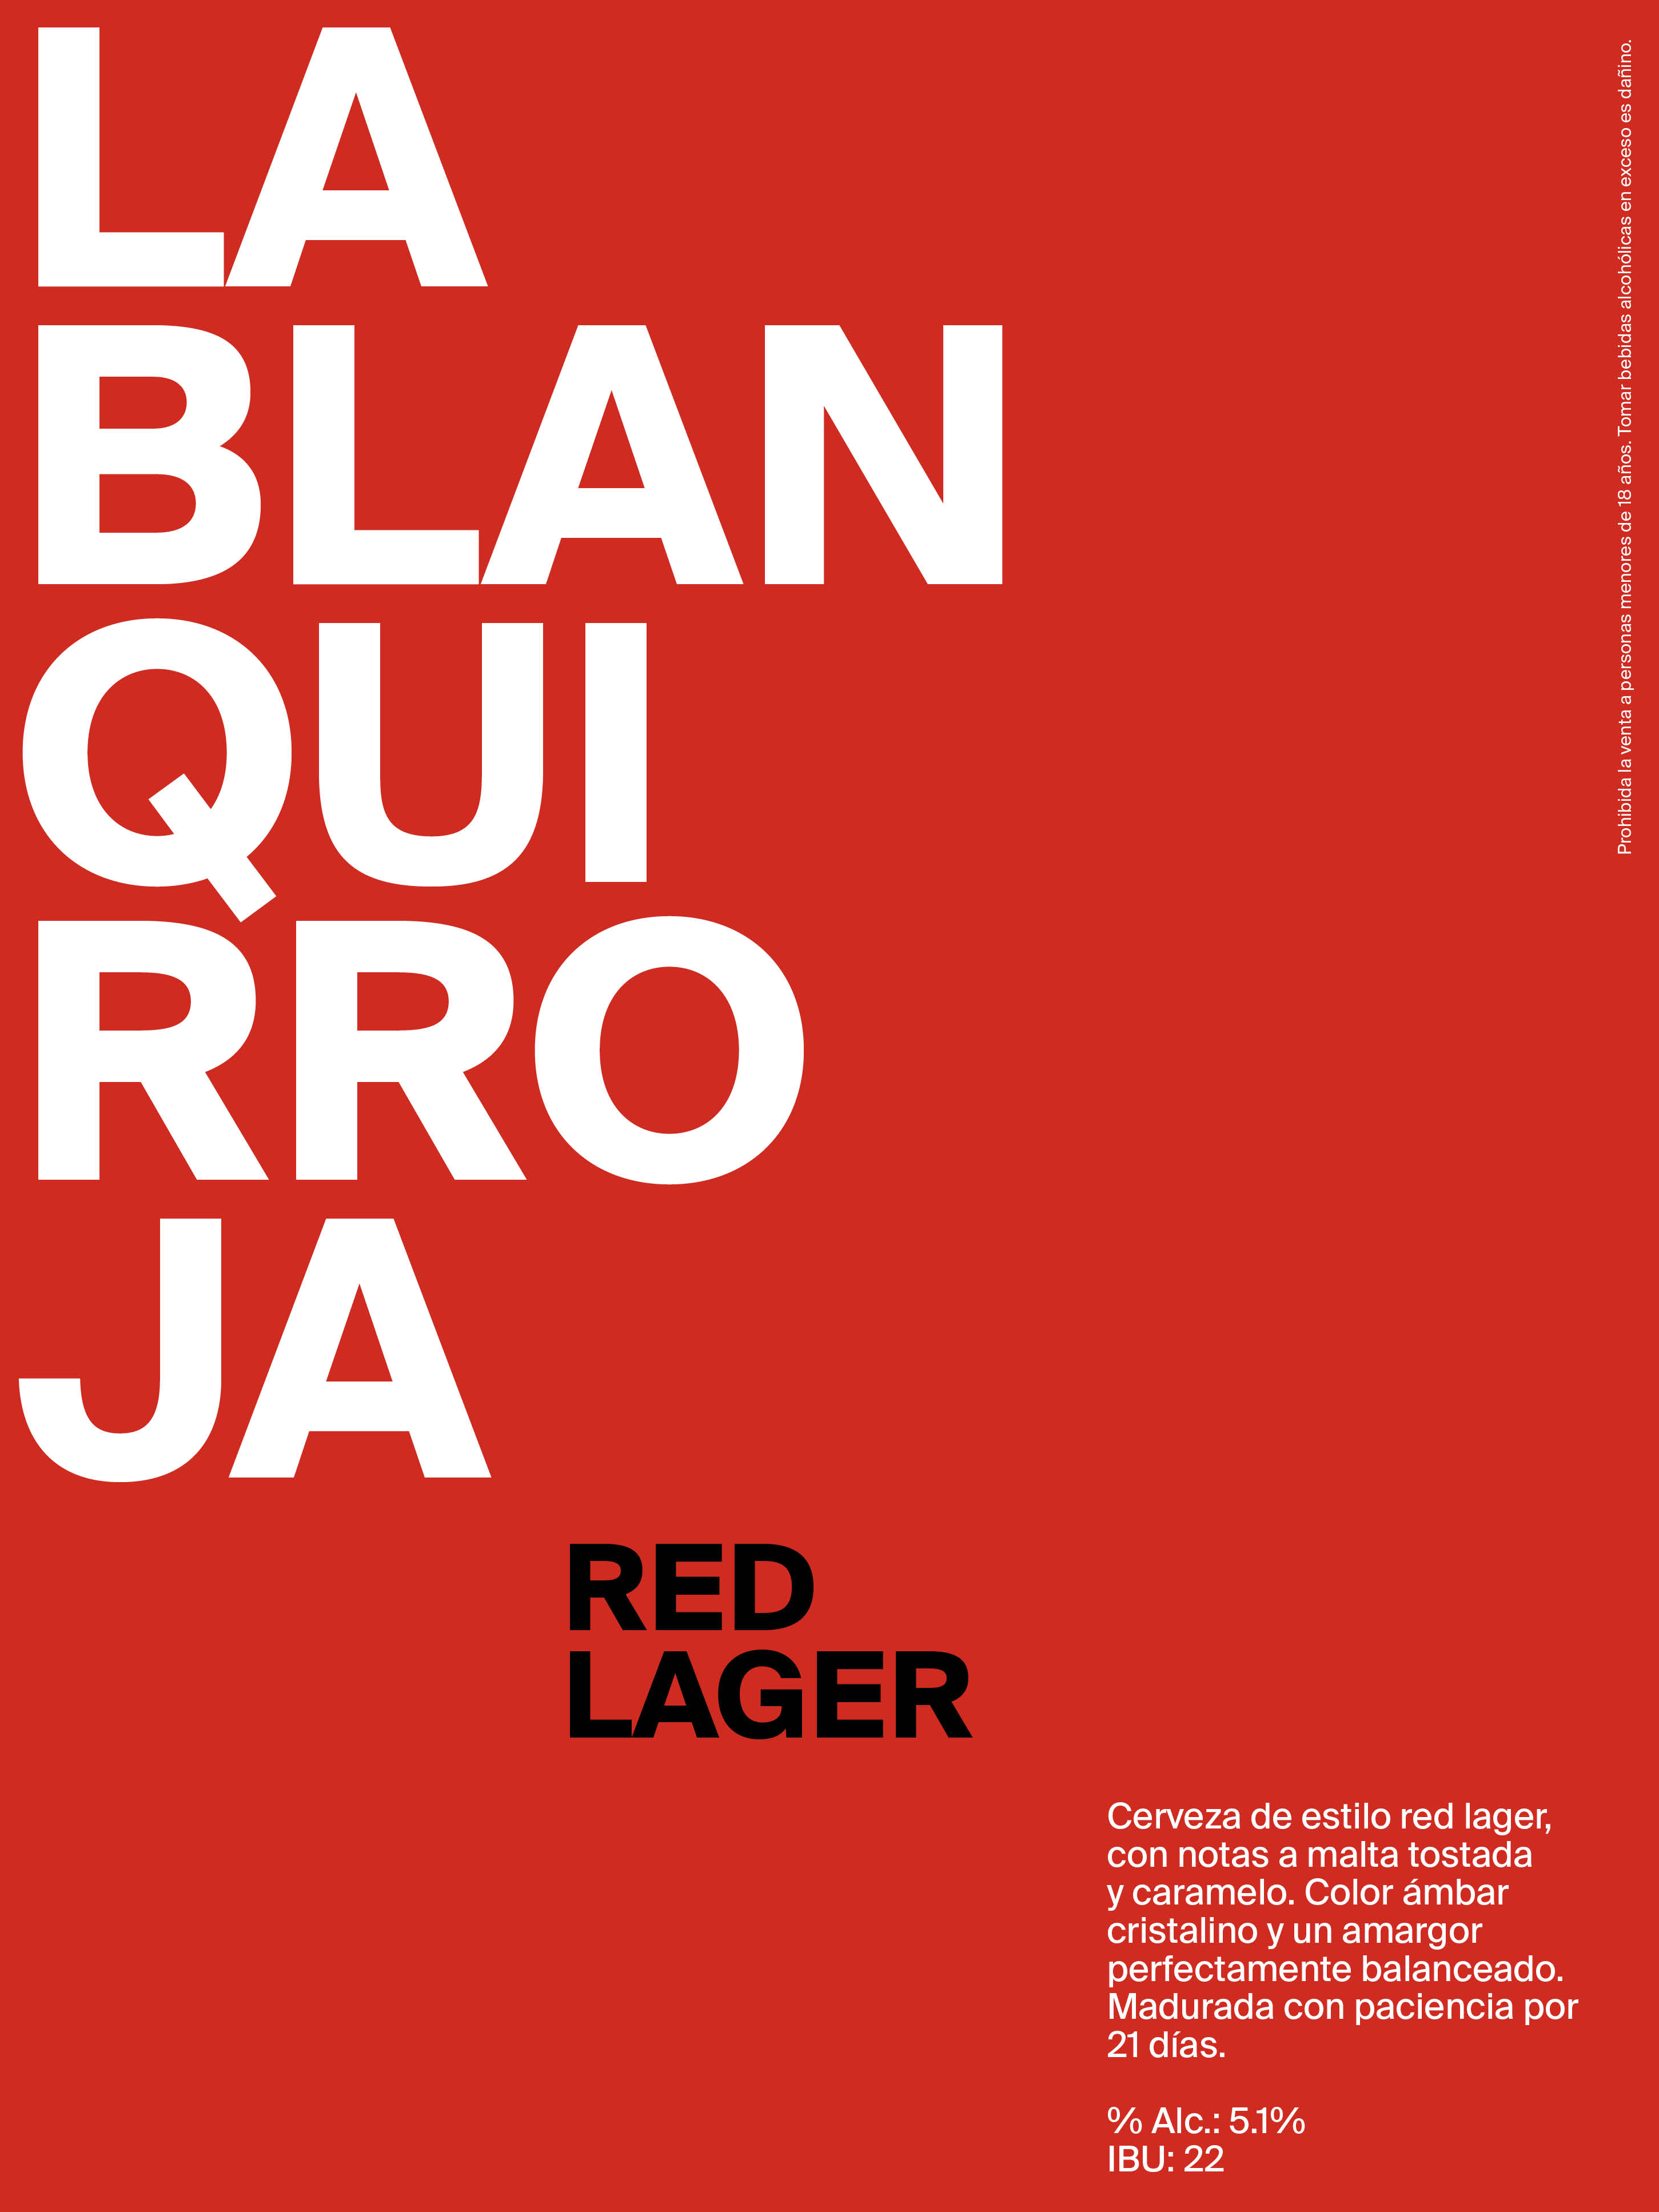 LA
BLAN
QUI
RRO
JA
RED
LAGER
Cerveza de estilo red lager,
con notas a malta tostada
y caramelo. Color ámbar
cristalino y un amargor
perfectamente balanceado.
Madurada con paciencia por
21 días.
% Alc.: 5.1%
IBU: 22
Prohibida la venta a personas menores de 18 años. Tomar bebidas alcohólicas en exceso es dañino.